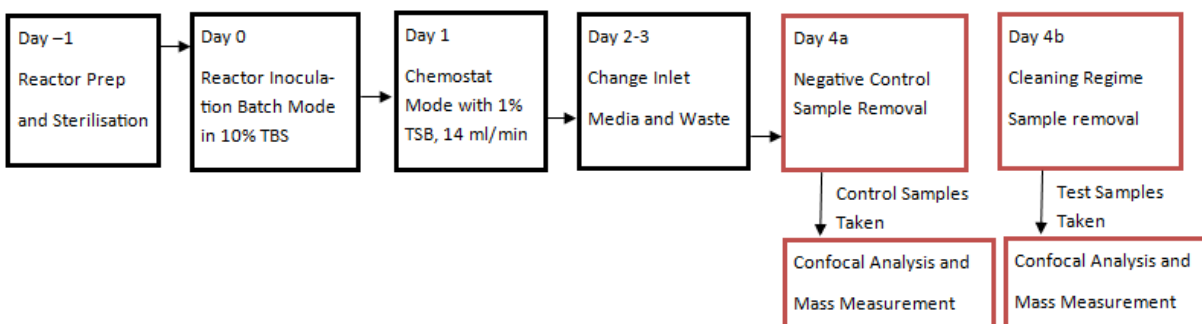 Day –1
Reactor Prep
and Sterilisation
Day 0
Reactor Inocula-
tion Batch Mode
in 10% TBS
Day 1
Chemostat
Mode with 1%
TSB, 14 ml/min
Day 2-3
Change Inlet
Media and Waste
Day 4a
Negative Control
Sample Removal
Day 4b
Cleaning Regime
Sample removal
Control Samples
Taken
Test Samples
Taken
Confocal Analysis and
Mass Measurement
Confocal Analysis and
Mass Measurement